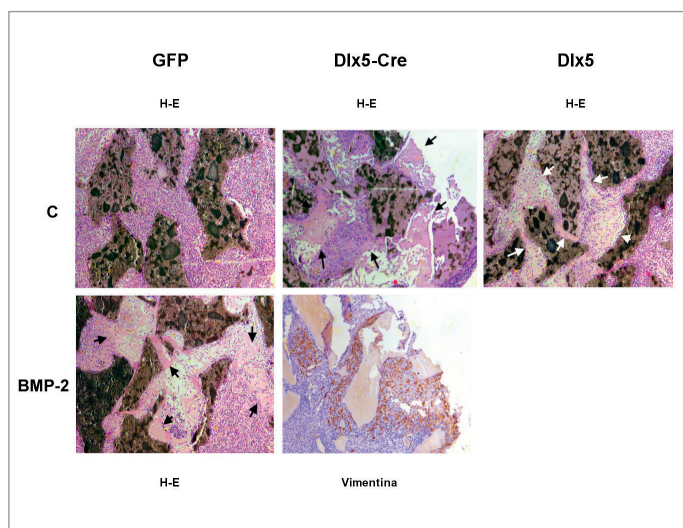 GFP Dlx5-Cre Dlx5
H-E H-E H-E
C
BMP-2
H-E Vimentina